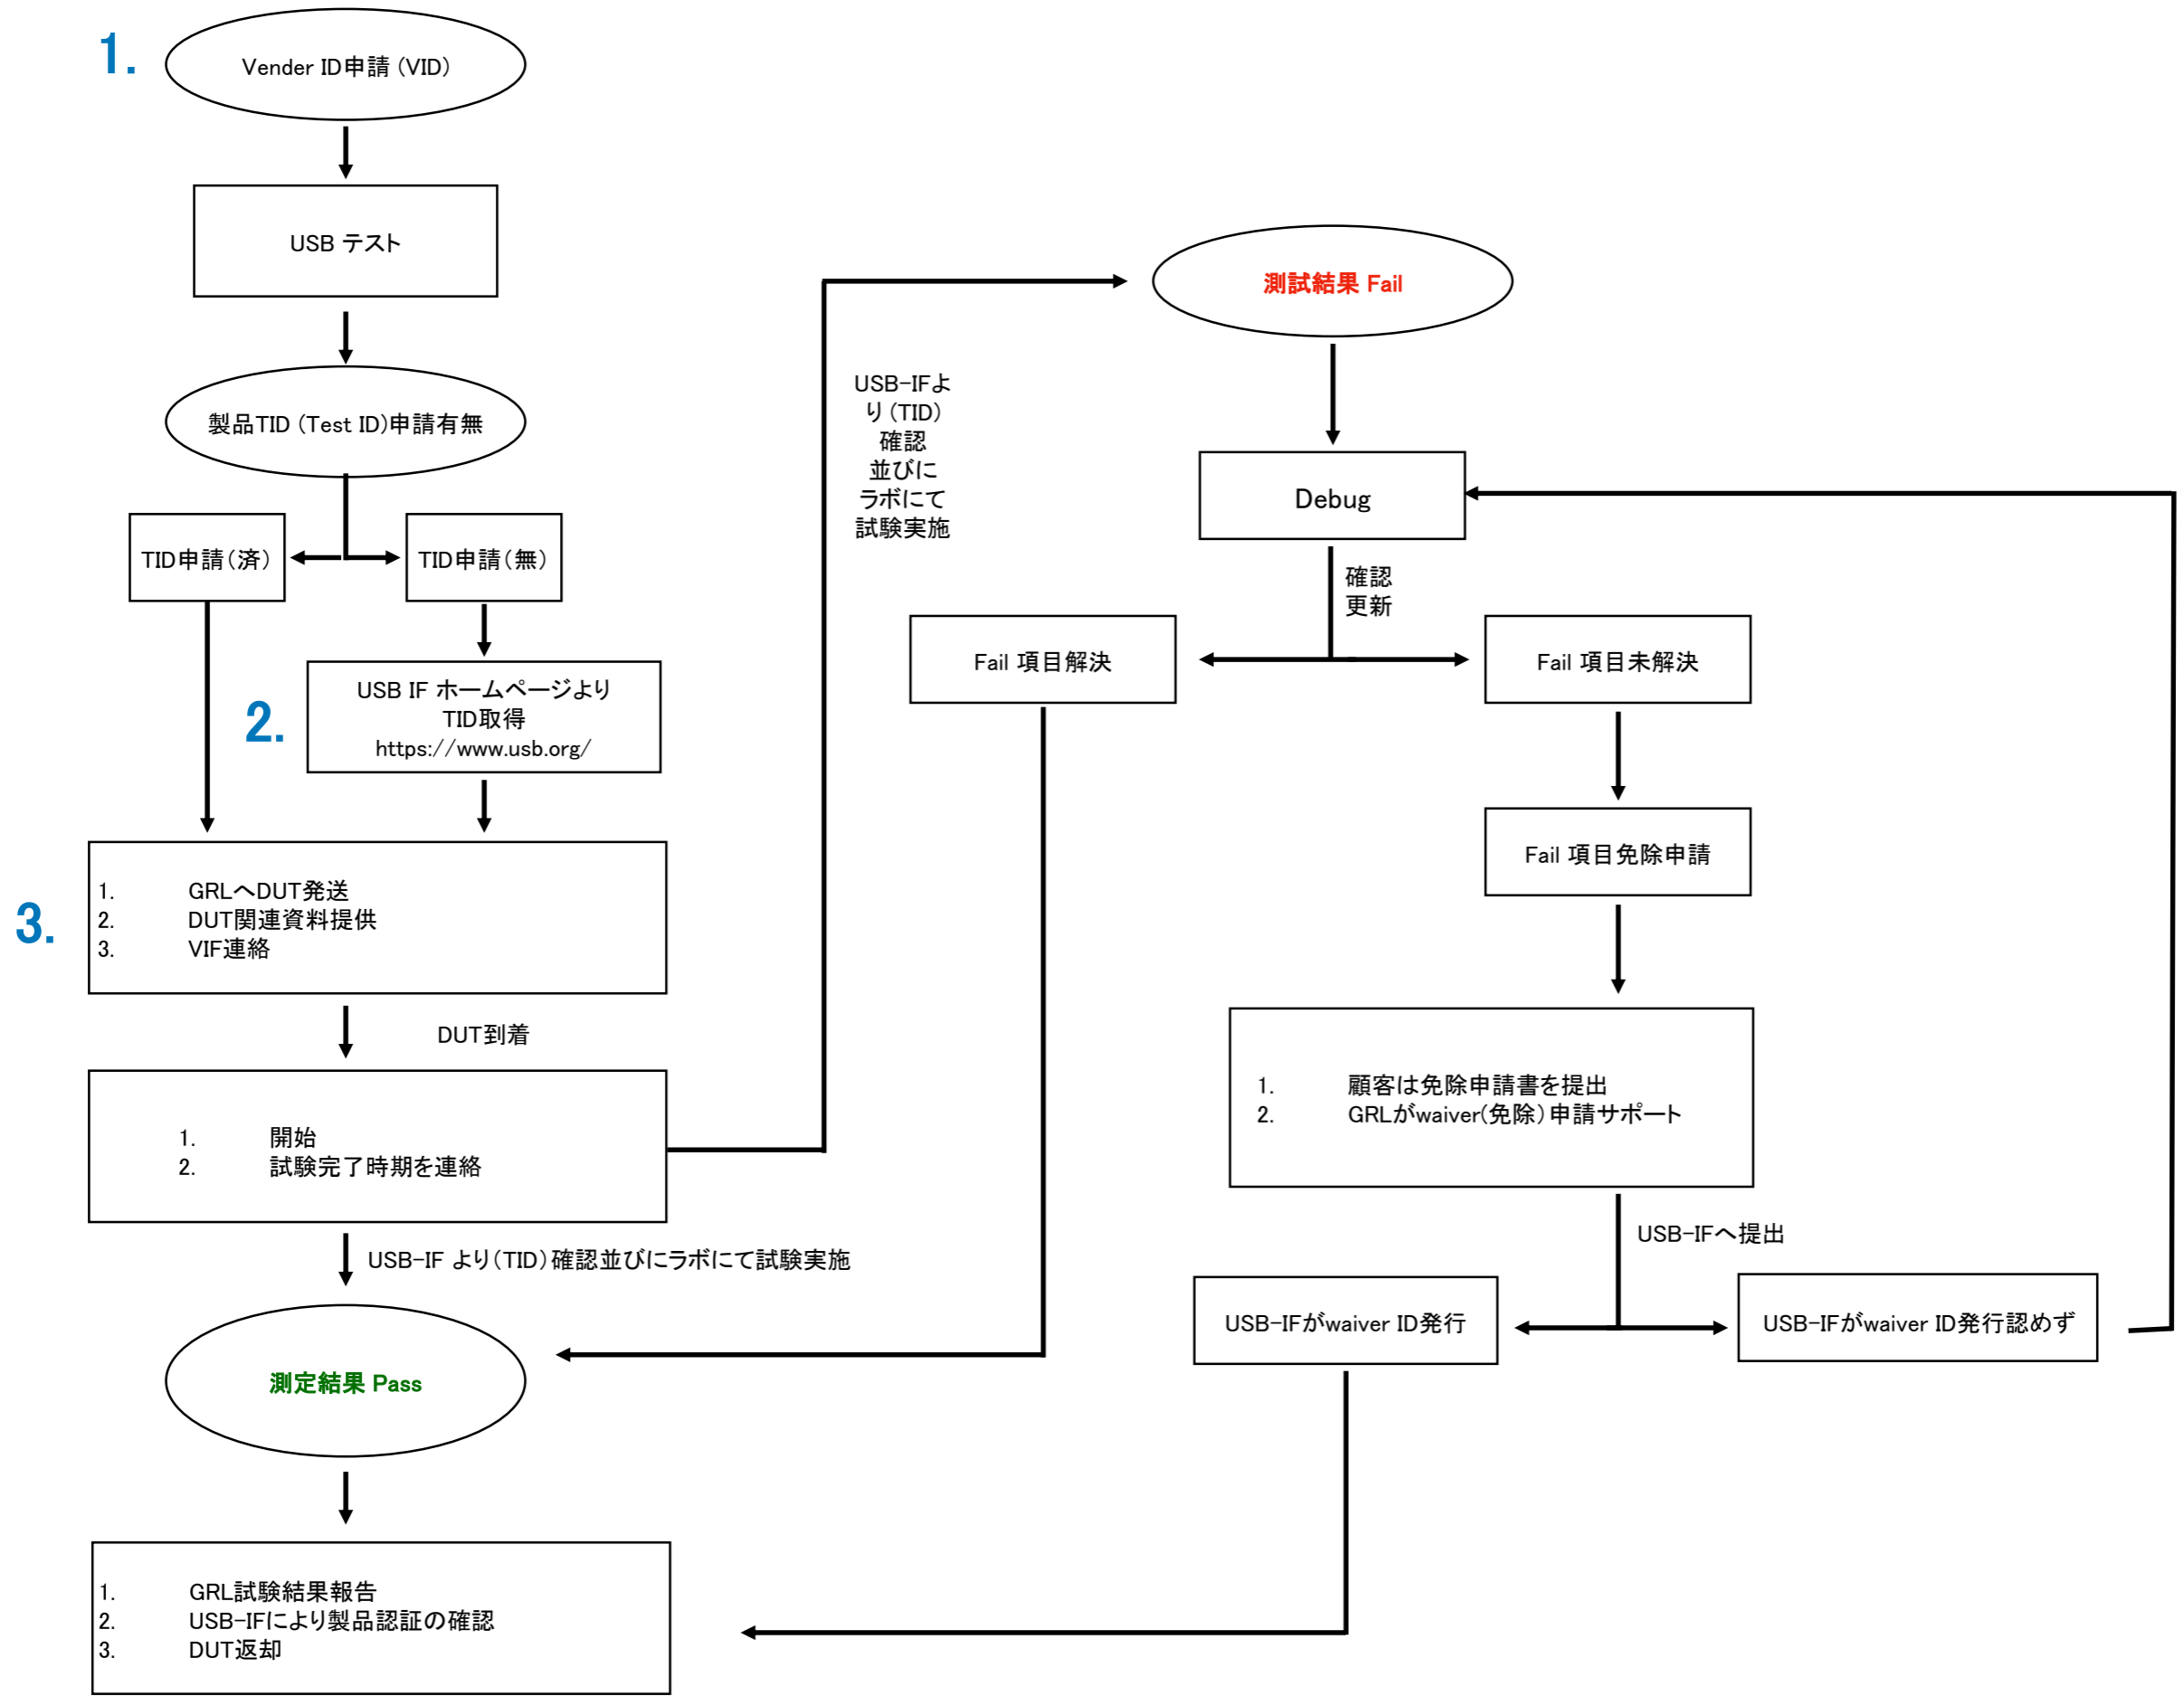 1.
Vender ID申請 (VID)
USB テスト
製品TID (Test ID)申請有無
TID申請(済)
TID申請(無)
2.
USB IF ホームページより
TID取得
https://www.usb.org/
3.
1. GRLへDUT発送
2. DUT関連資料提供
3. VIF連絡
DUT到着
1. 開始
2. 試験完了時期を連絡
USB-IF より(TID)確認並びにラボにて試験実施
測定結果 Pass
1. GRL試験結果報告
2. USB-IFにより製品認証の確認
3. DUT返却
USB-IFよ
り(TID)
確認
並びに
ラボにて
試験実施
測試結果 Fail
Debug
確認
更新
Fail 項目解決
Fail 項目未解決
Fail 項目免除申請
1. 顧客は免除申請書を提出
2. GRLがwaiver(免除)申請サポート
USB-IFへ提出
USB-IFがwaiver ID発行
USB-IFがwaiver ID発行認めず